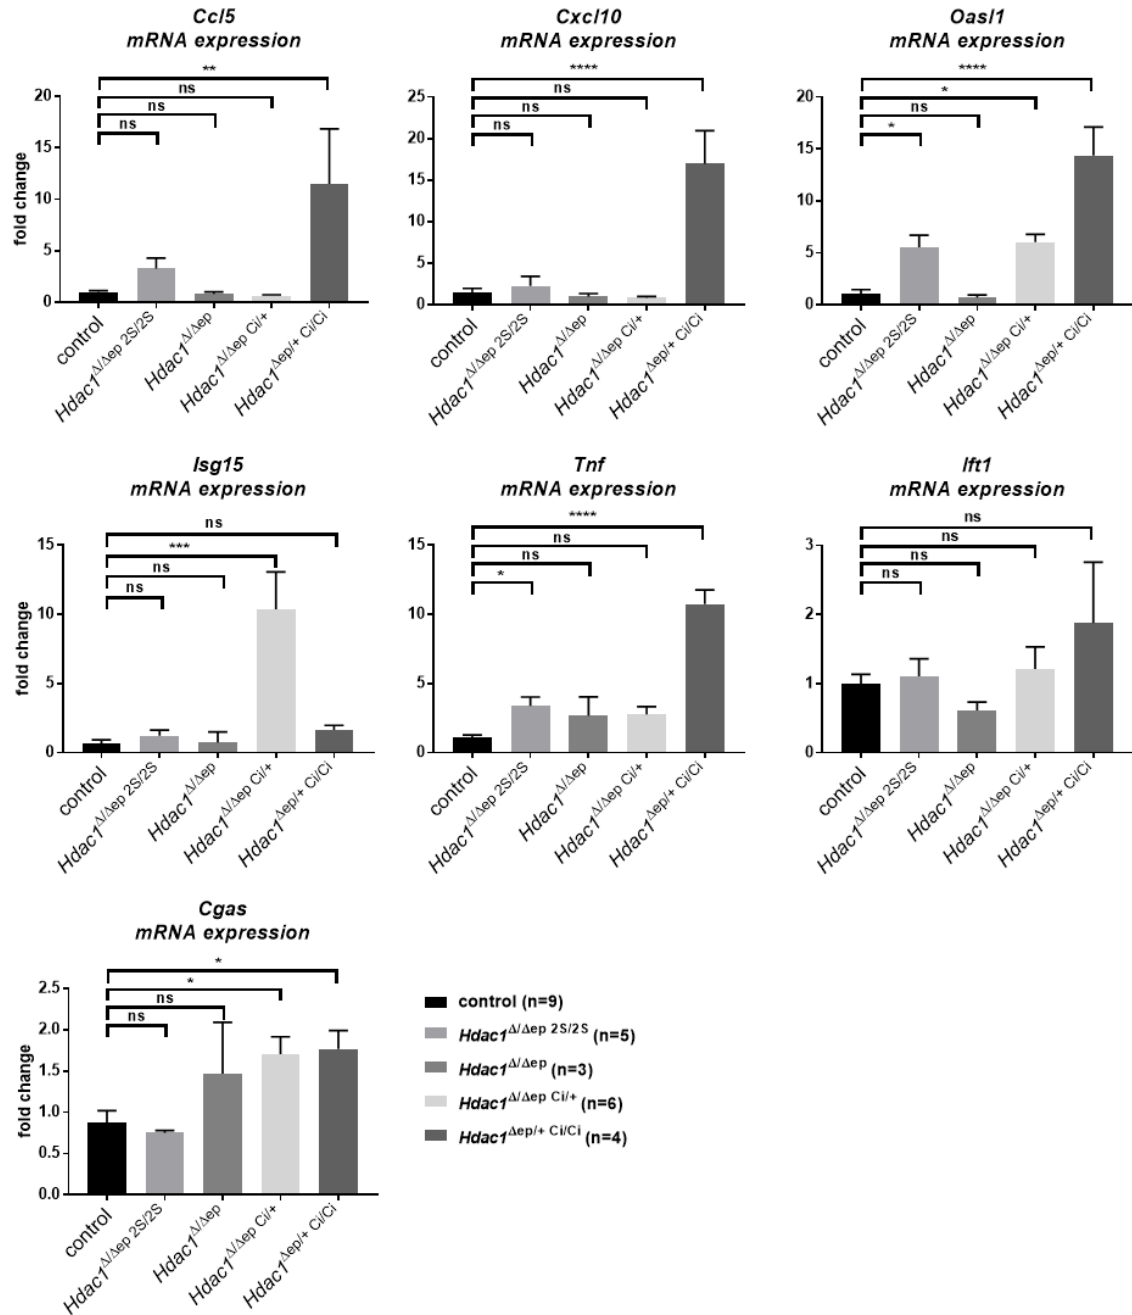 Ccl5
mRNA expression
**
ns
ns
ns
fold change
20
15
10
5
0
control
Hdac1Δ/Δep 2S/2S
Hdac1Δ/Δep
Hdac1Δ/Δep Ci/+
Hdac1Δep/+ Ci/Ci
Cxcl10
mRNA expression
****
ns
ns
ns
25
20
15
10
5
0
control
Hdac1Δ/Δep 2S/2S
Hdac1Δ/Δep
Hdac1Δ/Δep Ci/+
Hdac1Δep/+ Ci/Ci
Oasl1
mRNA expression
****
*
ns
*
20
15
10
5
0
control
Hdac1Δ/Δep 2S/2S
Hdac1Δ/Δep
Hdac1Δ/Δep Ci/+
Hdac1Δep/+ Ci/Ci
Isg15
mRNA expression
ns
***
ns
ns
fold change
15
10
5
0
control
Hdac1Δ/Δep 2S/2S
Hdac1Δ/Δep
Hdac1Δ/Δep Ci/+
Hdac1Δep/+ Ci/Ci
Tnf
mRNA expression
****
ns
ns
*
15
10
5
0
control
Hdac1Δ/Δep 2S/2S
Hdac1Δ/Δep
Hdac1Δ/Δep Ci/+
Hdac1Δep/+ Ci/Ci
Ift1
mRNA expression
ns
ns
ns
ns
3
2
1
0
control
Hdac1Δ/Δep 2S/2S
Hdac1Δ/Δep
Hdac1Δ/Δep Ci/+
Hdac1Δep/+ Ci/Ci
Cgas
mRNA expression
*
*
ns
ns
fold change
2.5
2.0
1.5
1.0
0.5
0.0
control
Hdac1Δ/Δep 2S/2S
Hdac1Δ/Δep
Hdac1Δ/Δep Ci/+
Hdac1Δep/+ Ci/Ci
control (n=9)
Hdac1Δ/Δep 2S/2S (n=5)
Hdac1Δ/Δep (n=3)
Hdac1Δ/Δep Ci/+ (n=6)
Hdac1Δep/+ Ci/Ci (n=4)